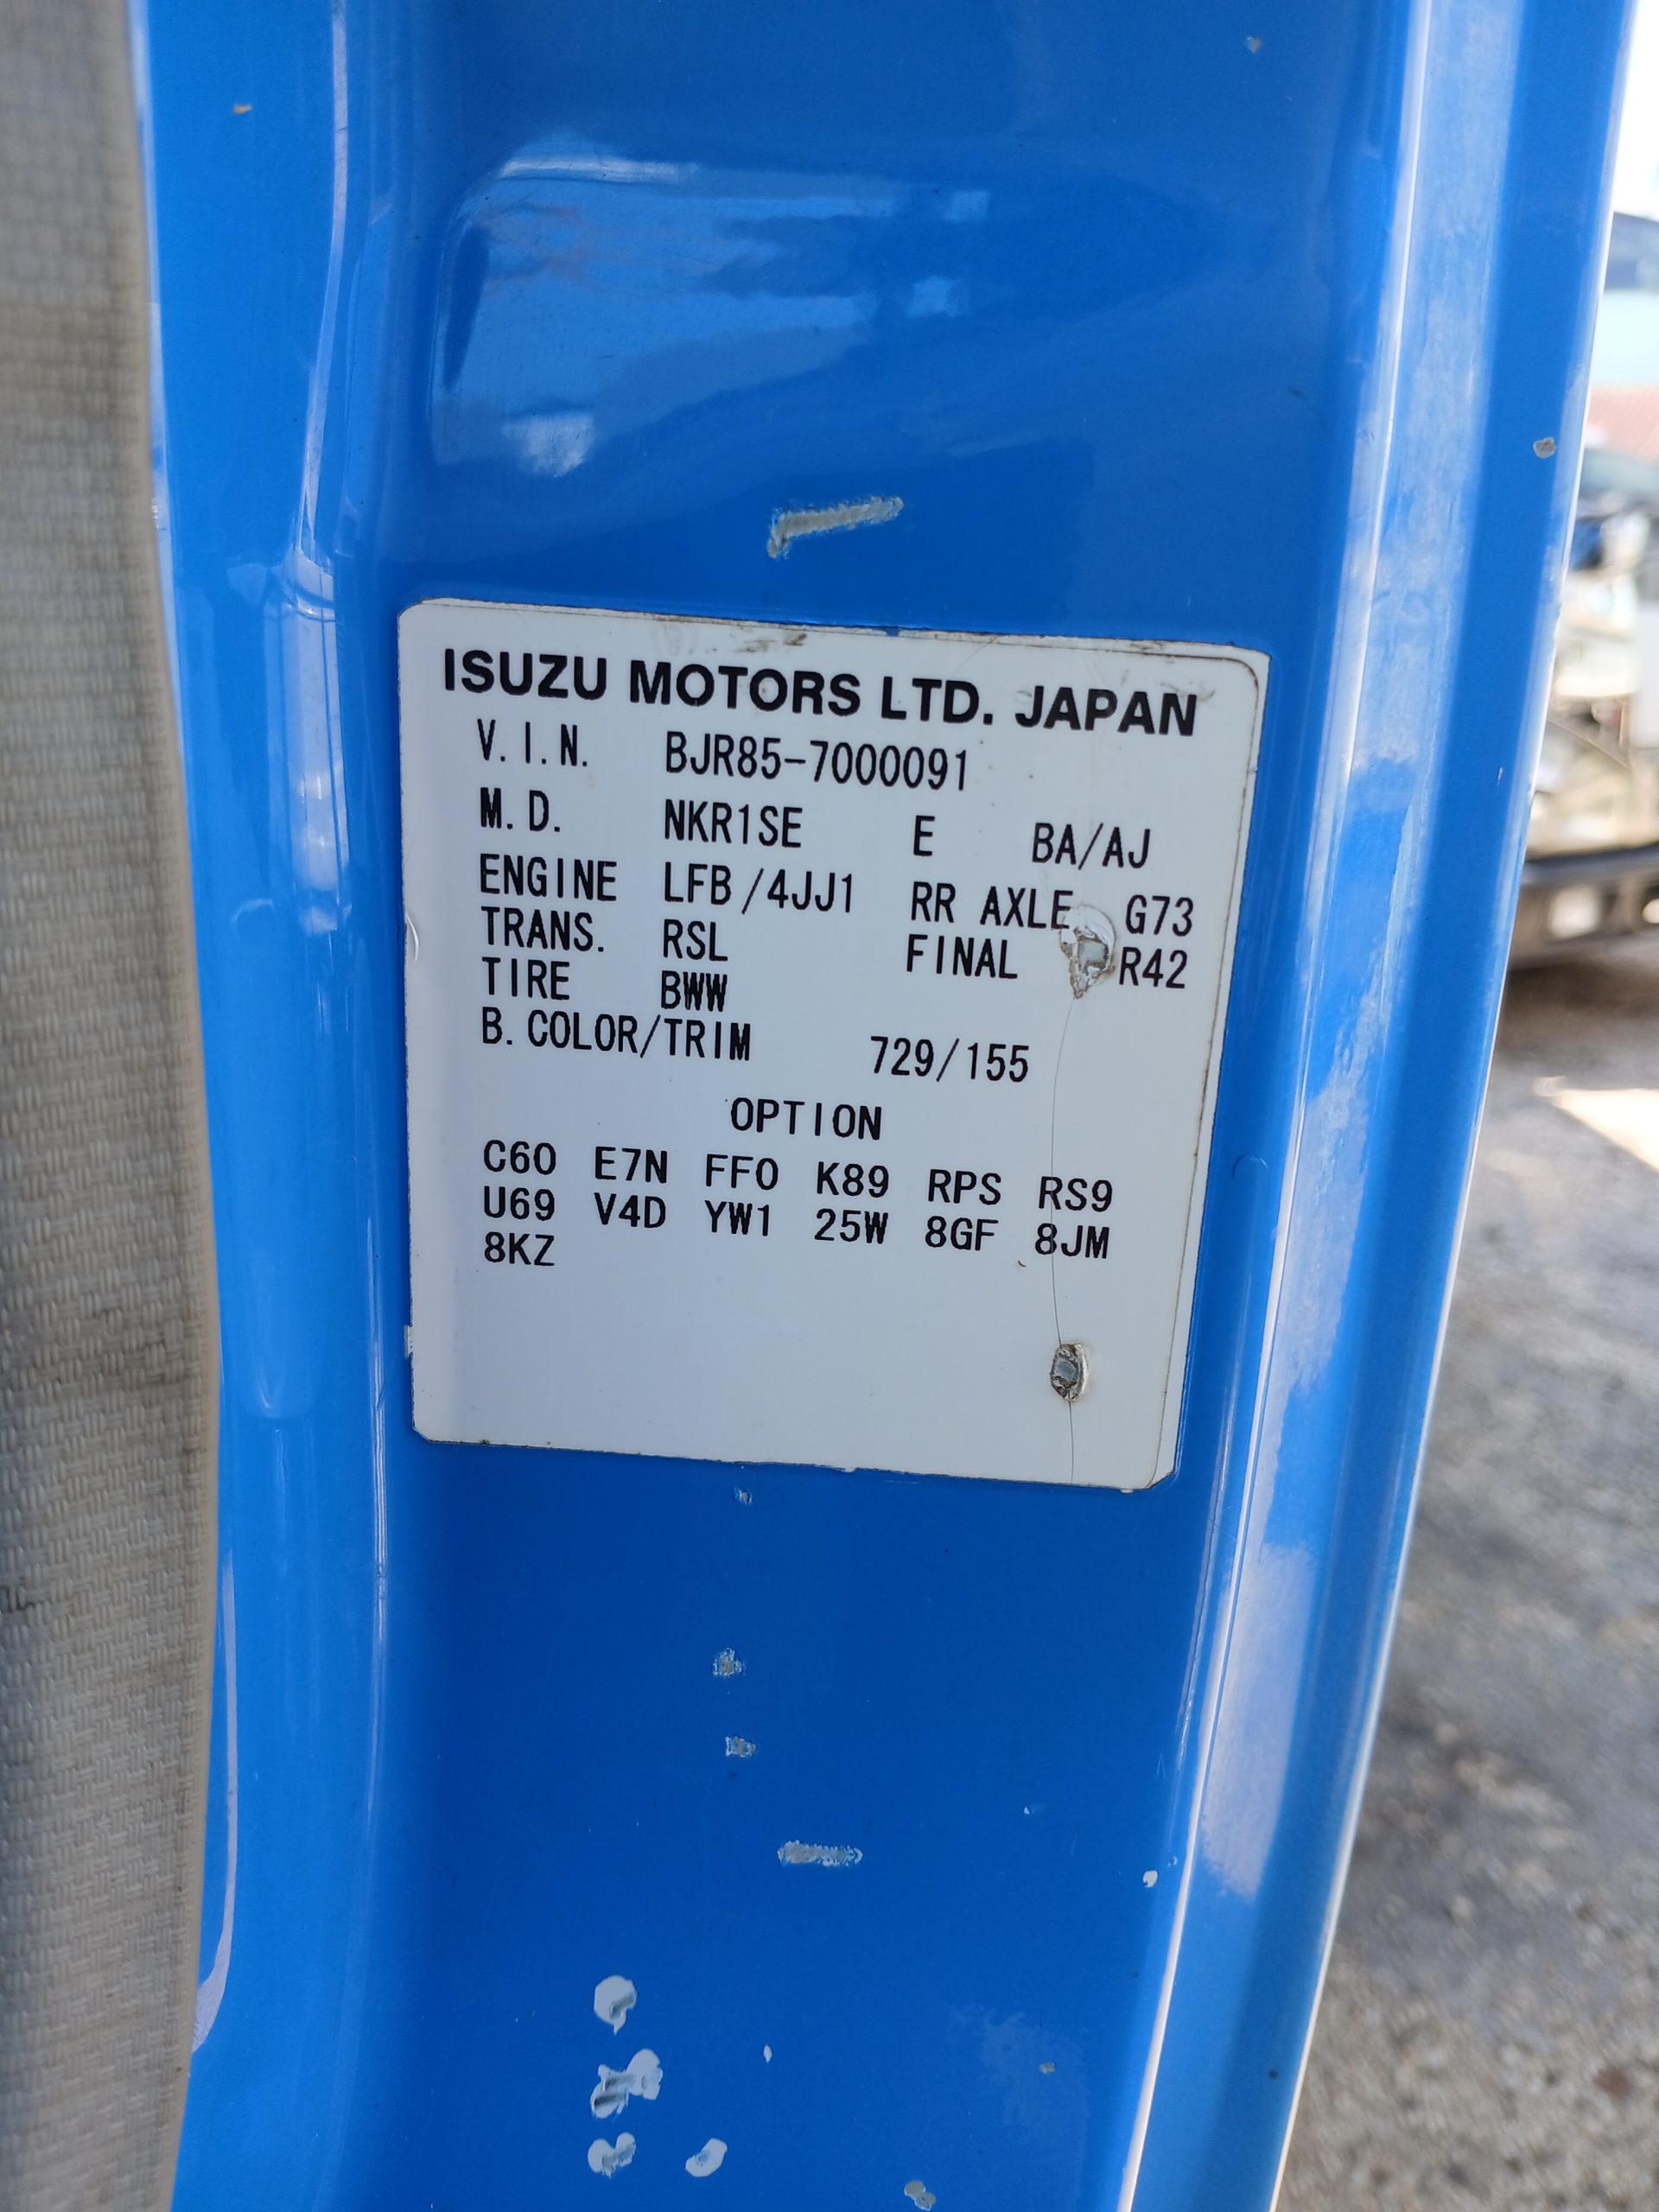 ISUZU MOTORS LTD. JAPAN
V.I.N. BJR85-7000091
M.D. NKR1SE E BA/AJ
ENGINE LFB/4JJ1 RR AXLE G73
TRANS. RSL FINAL R42
TIRE BWW
B.COLOR/TRIM 729/155
OPTION
C60 E7N FF0 K89 RPS RS9
U69 V4D YW1 25W 8GF 8JM
8KZ